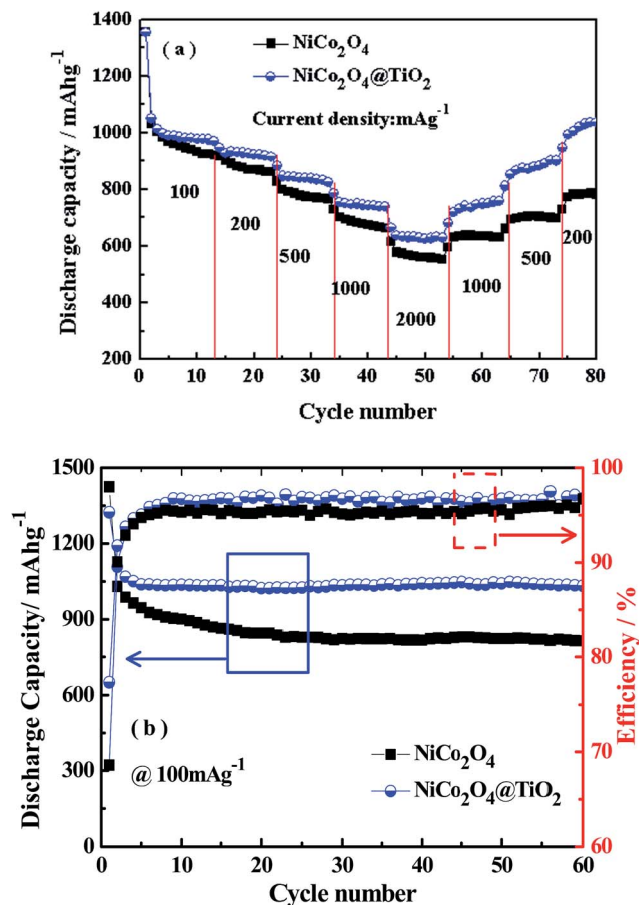 ( a )
NiCo₂O₄
NiCo₂O₄@TiO₂
Current density:mAg⁻¹
Discharge capacity / mAhg⁻¹
1400
1200
1000
800
600
400
200
100
200
500
1000
2000
1000
500
200
0 10 20 30 40 50 60 70 80
Cycle number
Discharge Capacity/ mAhg⁻¹
1500
1200
900
600
300
0
100
90
80
70
60
Efficiency / %
( b )
@ 100mAg⁻¹
NiCo₂O₄
NiCo₂O₄@TiO₂
0 10 20 30 40 50 60
Cycle number